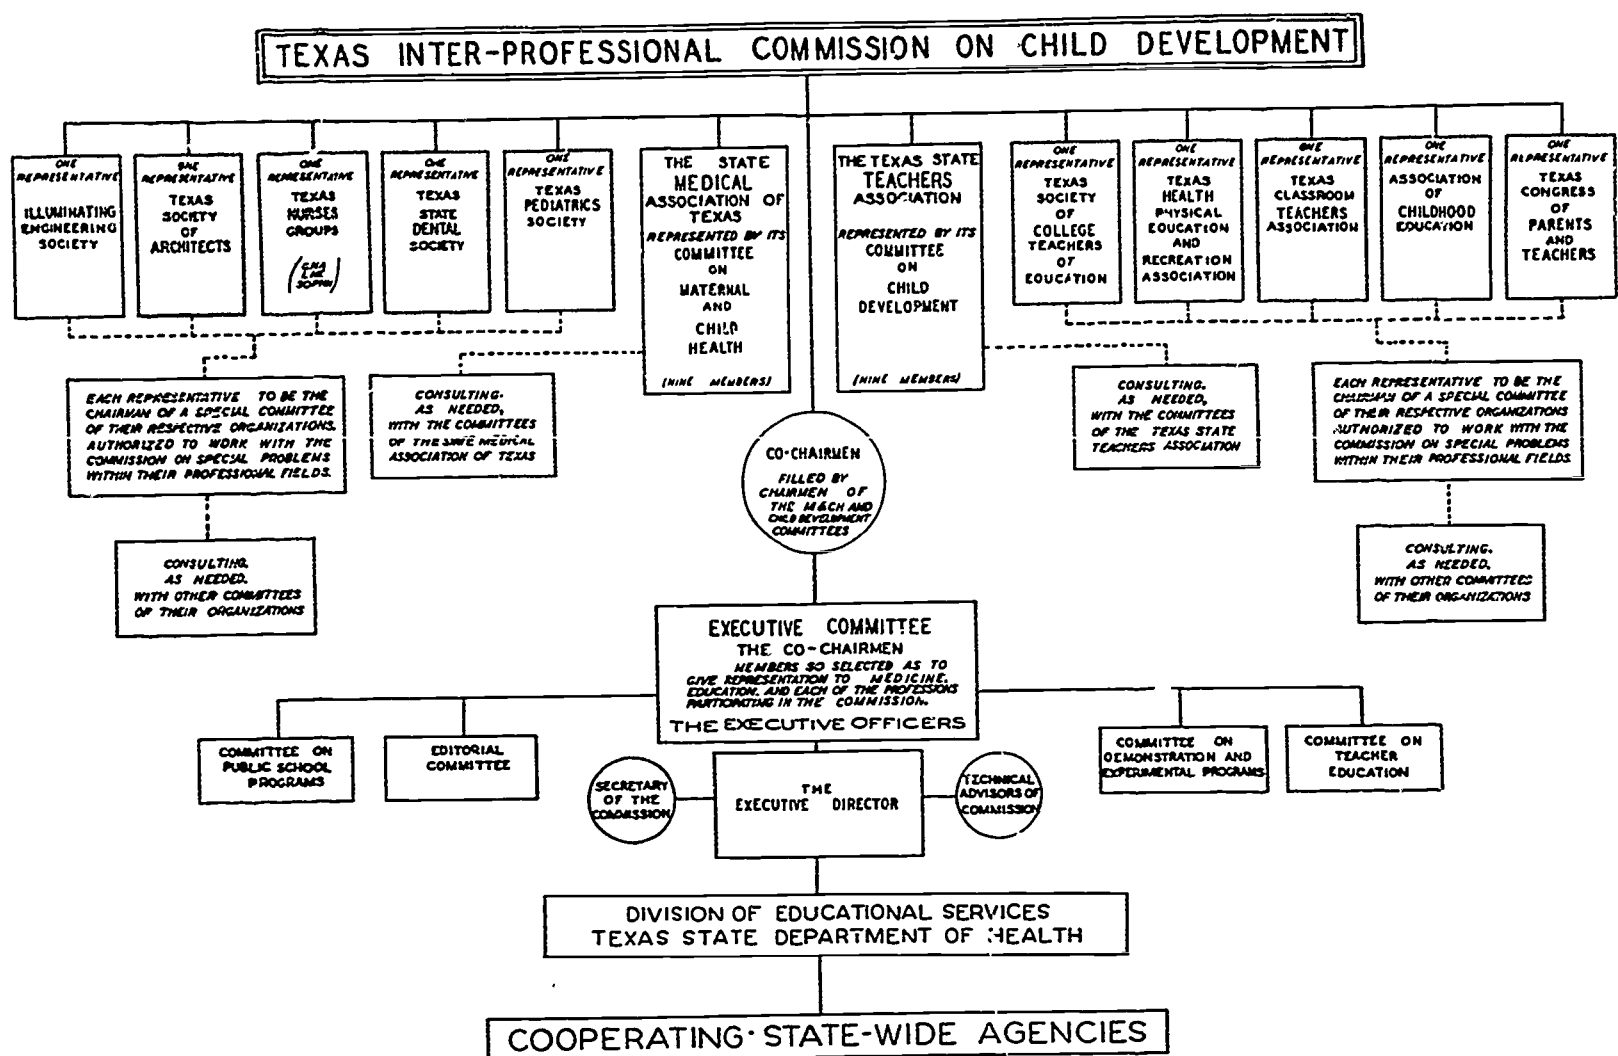 TEXAS INTER-PROFESSIONAL COMMISSION ON CHILD DEVELOPMENT
ONE
REPRESENTATIVE
ILLUMINATING
ENGINEERING
SOCIETY
ONE
REPRESENTATIVE
TEXAS
SOCIETY
OF
ARCHITECTS
ONE
REPRESENTATIVE
TEXAS
NURSES
GROUPS
ONE
REPRESENTATIVE
TEXAS
STATE
DENTAL
SOCIETY
ONE
REPRESENTATIVE
TEXAS
PEDIATRICS
SOCIETY
THE STATE
MEDICAL
ASSOCIATION OF
TEXAS
REPRESENTED BY ITS
COMMITTEE
ON
MATERNAL
AND
CHILD
HEALTH
(NINE MEMBERS)
THE TEXAS STATE
TEACHERS
ASSOCIATION
REPRESENTED BY ITS
COMMITTEE
ON
CHILD
DEVELOPMENT
(NINE MEMBERS)
ONE
REPRESENTATIVE
TEXAS
SOCIETY
OF
COLLEGE
TEACHERS
OF
EDUCATION
ONE
REPRESENTATIVE
TEXAS
HEALTH
PHYSICAL
EDUCATION
AND
RECREATION
ASSOCIATION
ONE
REPRESENTATIVE
TEXAS
CLASSROOM
TEACHERS
ASSOCIATION
ONE
REPRESENTATIVE
ASSOCIATION
OF
CHILDHOOD
EDUCATION
ONE
REPRESENTATIVE
TEXAS
CONGRESS
OF
PARENTS
AND
TEACHERS
EACH REPRESENTATIVE TO BE THE
CHAIRMAN OF A SPECIAL COMMITTEE
OF THEIR RESPECTIVE ORGANIZATIONS.
AUTHORIZED TO WORK WITH THE
COMMISSION ON SPECIAL PROBLEMS
WITHIN THEIR PROFESSIONAL FIELDS.
CONSULTING.
AS NEEDED,
WITH THE COMMITTEES
OF THE MEDICAL
ASSOCIATION OF TEXAS
CONSULTING.
AS NEEDED,
WITH THE COMMITTEES
OF THE TEXAS STATE
TEACHERS ASSOCIATION
EACH REPRESENTATIVE TO BE THE
CHAIRMAN OF A SPECIAL COMMITTEE
OF THEIR RESPECTIVE ORGANIZATIONS
AUTHORIZED TO WORK WITH THE
COMMISSION ON SPECIAL PROBLEMS
WITHIN THEIR PROFESSIONAL FIELDS
CO-CHAIRMEN
FILLED BY
CHAIRMEN OF
THE M&CH AND
CHILD DEVELOPMENT
COMMITTEES
CONSULTING,
AS NEEDED.
WITH OTHER COMMITTEES
OF THEIR ORGANIZATIONS
CONSULTING.
AS NEEDED,
WITH OTHER COMMITTEES
OF THEIR ORGANIZATIONS
EXECUTIVE COMMITTEE
THE CO-CHAIRMEN
MEMBERS SO SELECTED AS TO
GIVE REPRESENTATION TO MEDICINE,
EDUCATION, AND EACH OF THE PROFESSIONS
PARTICIPATING IN THE COMMISSION.
THE EXECUTIVE OFFICERS
COMMITTEE ON
PUBLIC SCHOOL
PROGRAMS
EDITORIAL
COMMITTEE
COMMITTEE ON
DEMONSTRATION AND
EXPERIMENTAL PROGRAMS
COMMITTEE ON
TEACHER
EDUCATION
SECRETARY
OF THE
COMMISSION
THE
EXECUTIVE DIRECTOR
TECHNICAL
ADVISORS OF
COMMISSION
DIVISION OF EDUCATIONAL SERVICES
TEXAS STATE DEPARTMENT OF HEALTH
COOPERATING STATE-WIDE AGENCIES